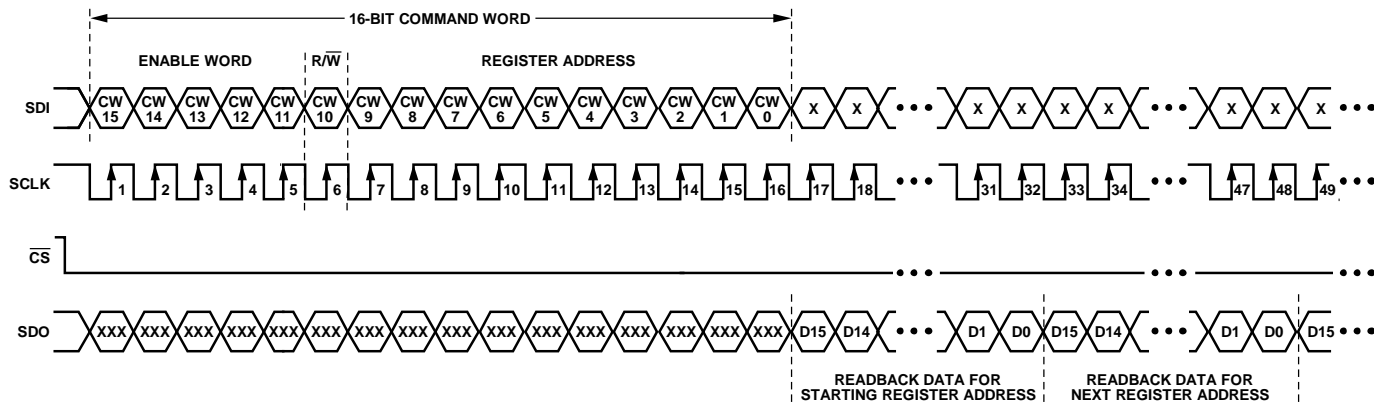 16-BIT COMMAND WORD
ENABLE WORD R/W REGISTER ADDRESS
SDI CW 15 CW 14 CW 13 CW 12 CW 11 CW 10 CW 9 CW 8 CW 7 CW 6 CW 5 CW 4 CW 3 CW 2 CW 1 CW 0 X X X X X X X X X
SCLK 1 2 3 4 5 6 7 8 9 10 11 12 13 14 15 16 17 18 31 32 33 34 47 48 49
CS
SDO XXX XXX XXX XXX XXX XXX XXX XXX XXX XXX XXX XXX XXX XXX XXX XXX D15 D14 D1 D0 D15 D14 D1 D0 D15
READBACK DATA FOR
STARTING REGISTER ADDRESS
READBACK DATA FOR
NEXT REGISTER ADDRESS